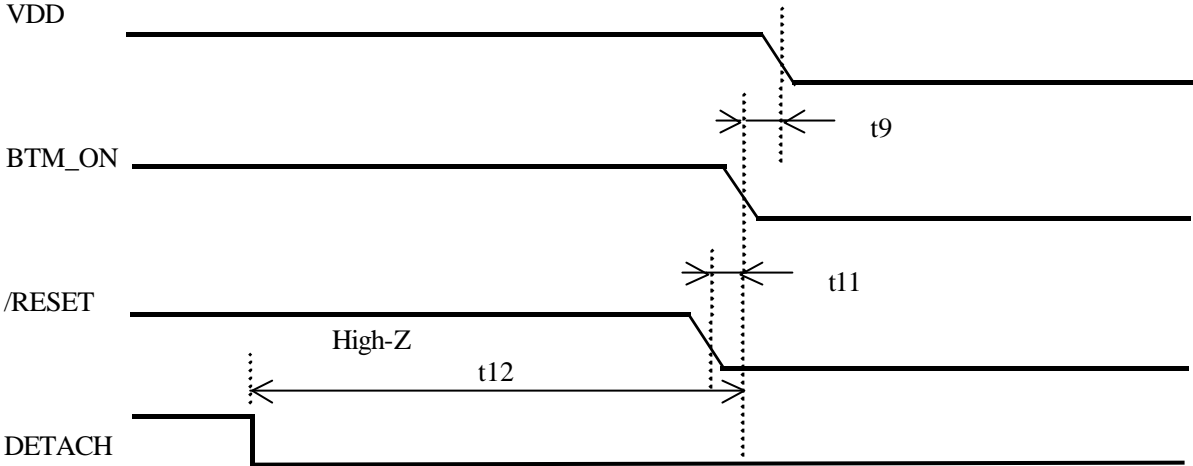 VDD
t9
BTM_ON
t11
/RESET
High-Z
t12
DETACH